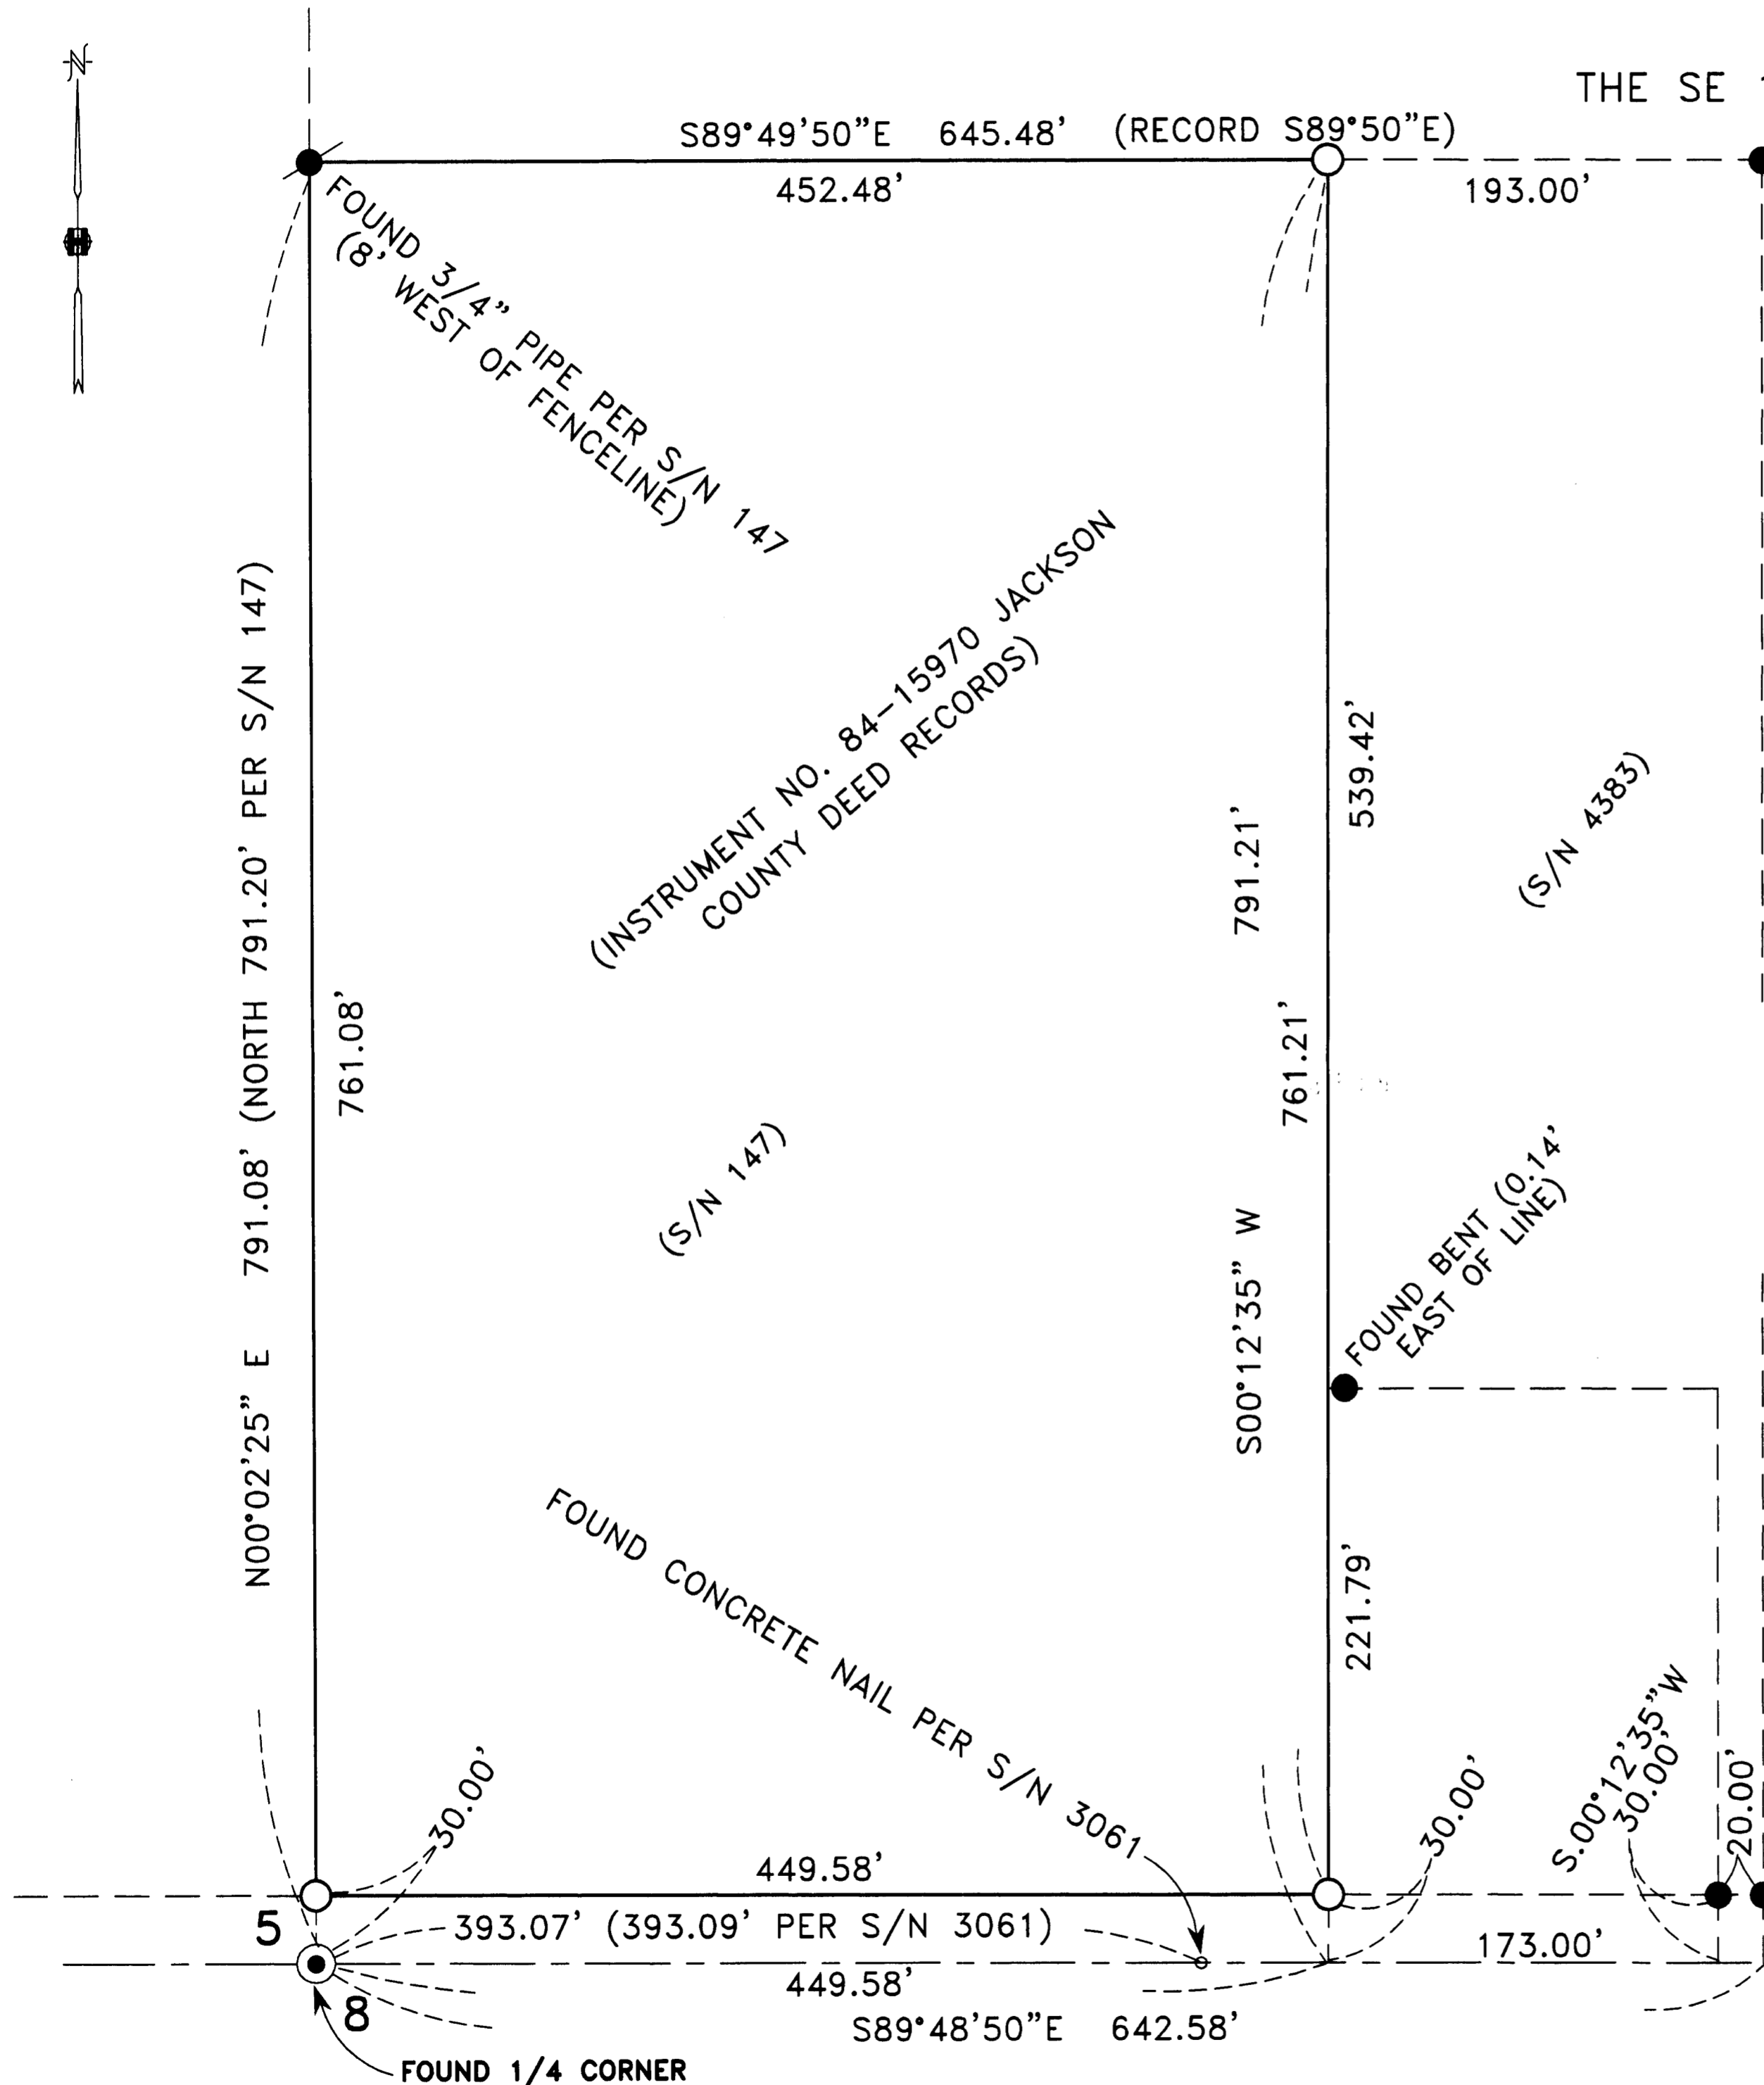 N
THE SE
S89°49'50"E 645.48' (RECORD S89°50"E)
452.48'
193.00'
FOUND 3/4" PIPE PER S/N 147
(8' WEST OF FENCELINE)
(INSTRUMENT NO. 84-15970 JACKSON
COUNTY DEED RECORDS)
N00°02'25" E 791.08' (NORTH 791.20' PER S/N 147)
761.08'
(S/N 147)
S00°12'35" W 791.21'
761.21'
539.42'
(S/N 4383)
FOUND BENT (0.14'
EAST OF LINE)
221.79'
FOUND CONCRETE NAIL PER S/N 3061
30.00'
30.00'
S.00°12'35"W
30.00'
20.00'
449.58'
5
393.07' (393.09' PER S/N 3061)
173.00'
449.58'
8
S89°48'50"E 642.58'
FOUND 1/4 CORNER